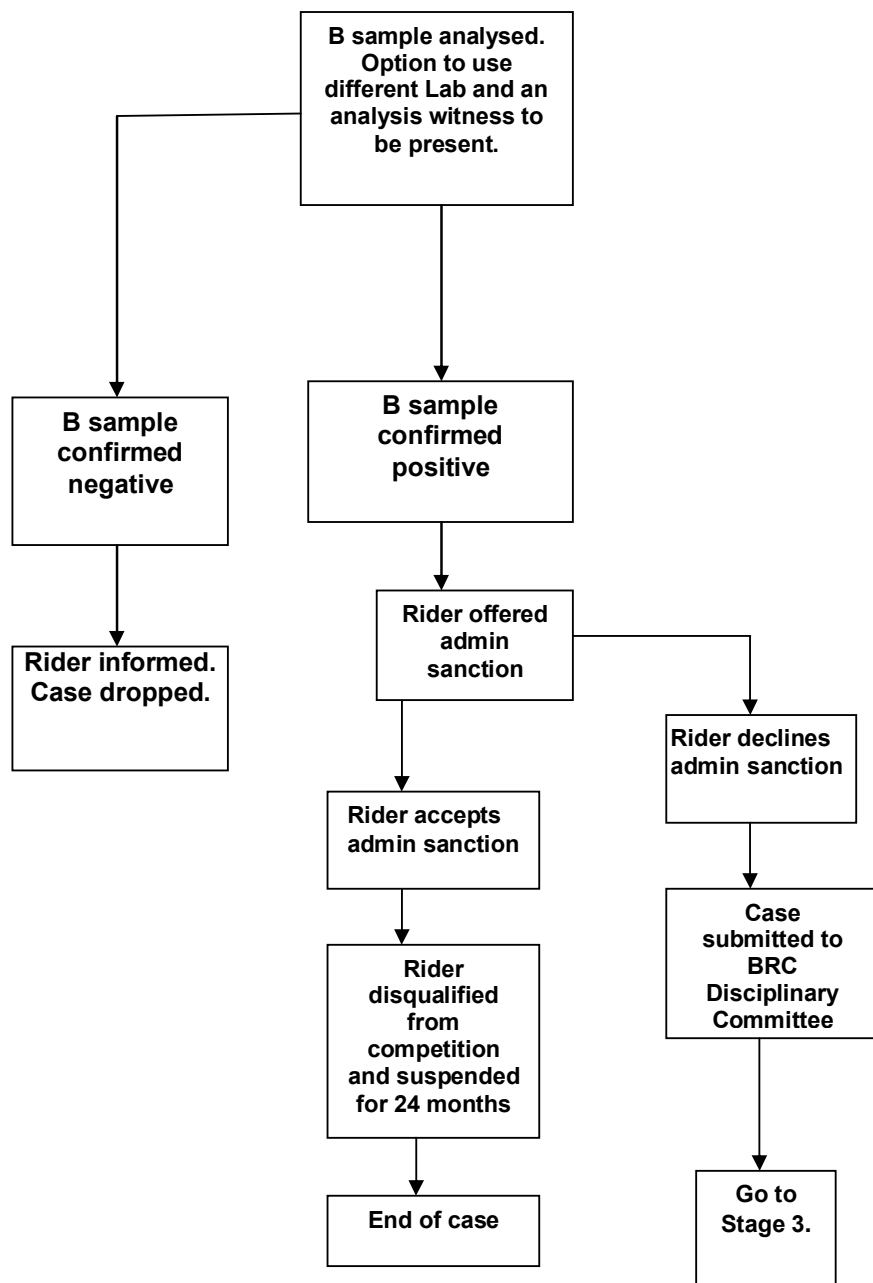 B sample analysed.
Option to use
different Lab and an
analysis witness to
be present.
B sample
confirmed
negative
B sample
confirmed
positive
Rider informed.
Case dropped.
Rider offered
admin
sanction
Rider declines
admin sanction
Rider accepts
admin sanction
Case
submitted to
BRC
Disciplinary
Committee
Rider
disqualified
from
competition
and suspended
for 24 months
End of case
Go to
Stage 3.